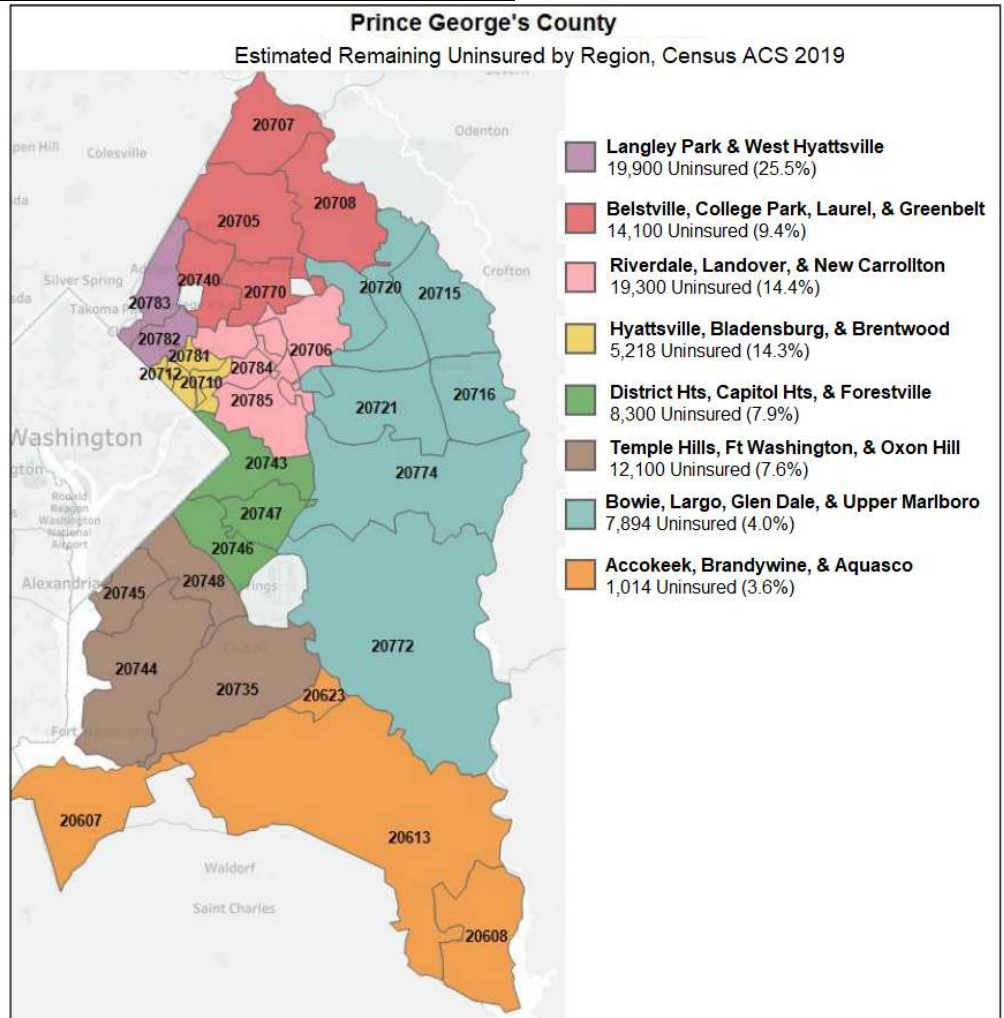 Prince George's County
Estimated Remaining Uninsured by Region, Census ACS 2019
Langley Park & West Hyattsville
19,900 Uninsured (25.5%)
Belstville, College Park, Laurel, & Greenbelt
14,100 Uninsured (9.4%)
Riverdale, Landover, & New Carrollton
19,300 Uninsured (14.4%)
Hyattsville, Bladensburg, & Brentwood
5,218 Uninsured (14.3%)
District Hts, Capitol Hts, & Forestville
8,300 Uninsured (7.9%)
Temple Hills, Ft Washington, & Oxon Hill
12,100 Uninsured (7.6%)
Bowie, Largo, Glen Dale, & Upper Marlboro
7,894 Uninsured (4.0%)
Accokeek, Brandywine, & Aquasco
1,014 Uninsured (3.6%)
20707
Odenton
Colesville
20708
20705
Crofton
Silver Spring
20740
20770
20720
20715
20783
Takoma
20782
20781
20706
20712
20710
20784
20785
20721
20716
Washington
20743
20774
Ronald
Reagan
Washington
National
Airport
20747
20746
Alexandria
20748
20745
20772
20744
20735
20623
20607
20613
Waldorf
Saint Charles
20608